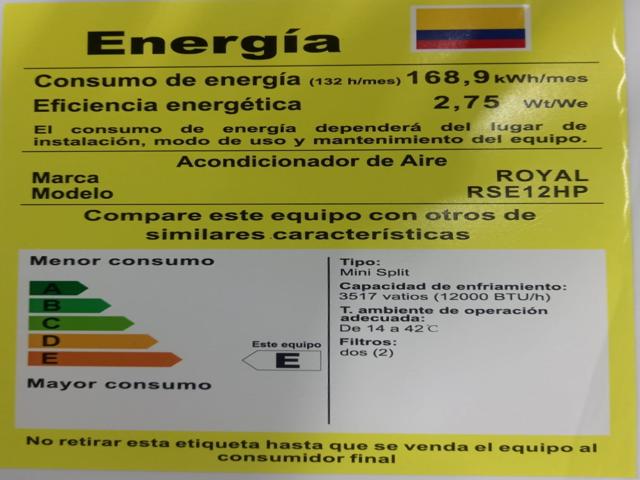 Energía
Consumo de energía (132 h/mes) 168,9 kWh/mes
Eficiencia energética 2,75 Wt/We
El consumo de energía dependerá del lugar de
instalación, modo de uso y mantenimiento del equipo.
Acondicionador de Aire
Marca ROYAL
Modelo RSE12HP
Compare este equipo con otros de
similares características
Menor consumo
A
B
C
D
E
Este equipo
E
Mayor consumo
Tipo:
Mini Split
Capacidad de enfriamiento:
3517 vatios (12000 BTU/h)
T. ambiente de operación
adecuada:
De 14 a 42℃
Filtros:
dos (2)
No retirar esta etiqueta hasta que se venda el equipo al
consumidor final